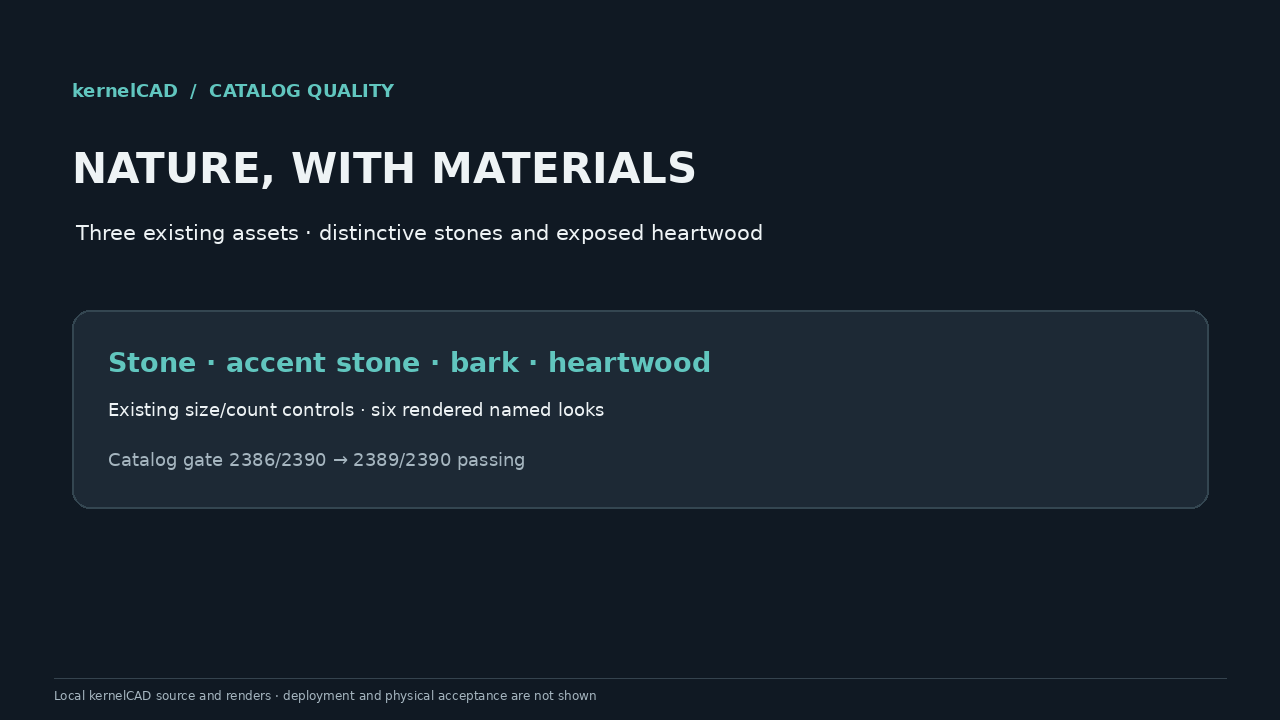 kernelCAD / CATALOG QUALITY
NATURE, WITH MATERIALS
Three existing assets · distinctive stones and exposed heartwood
Stone · accent stone · bark · heartwood
Existing size/count controls · six rendered named looks
Catalog gate 2386/2390 → 2389/2390 passing
Local kernelCAD source and renders · deployment and physical acceptance are not shown